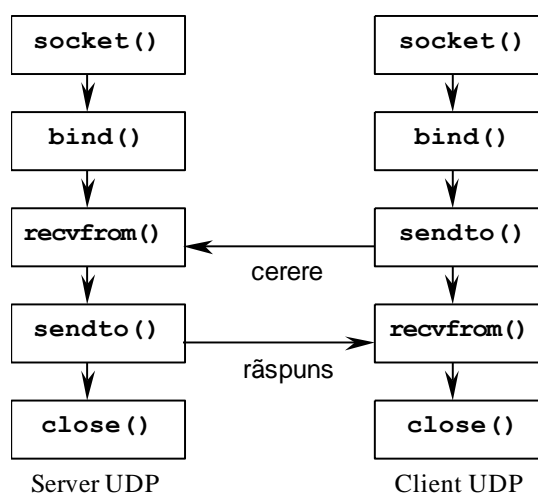 socket()
socket()
bind()
bind()
recvfrom()
sendto()
cerere
sendto()
recvfrom()
rãspuns
close()
close()
Server UDP
Client UDP